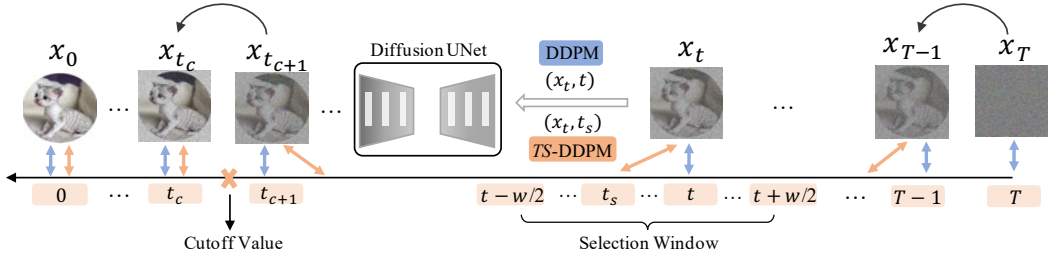 x_0 x_{t_c} x_{t_{c+1}} Diffusion UNet DDPM x_t x_{T−1} x_T
(x_t, t)
… … … (x_t, t_s) …
TS-DDPM
0 … t_c t_{c+1} t − w/2 … t_s … t … t + w/2 … T − 1 T
Cutoff Value Selection Window